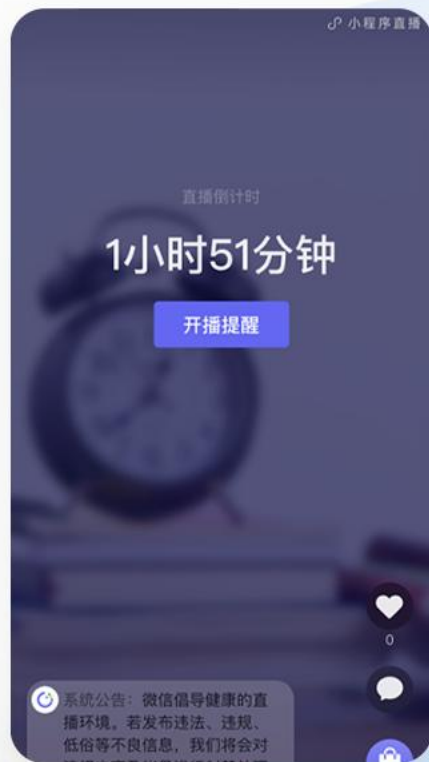 小程序直播
直播倒计时
1小时51分钟
开播提醒
0
系统公告：微信倡导健康的直
播环境。若发布违法、违规、
低俗等不良信息，我们将会对